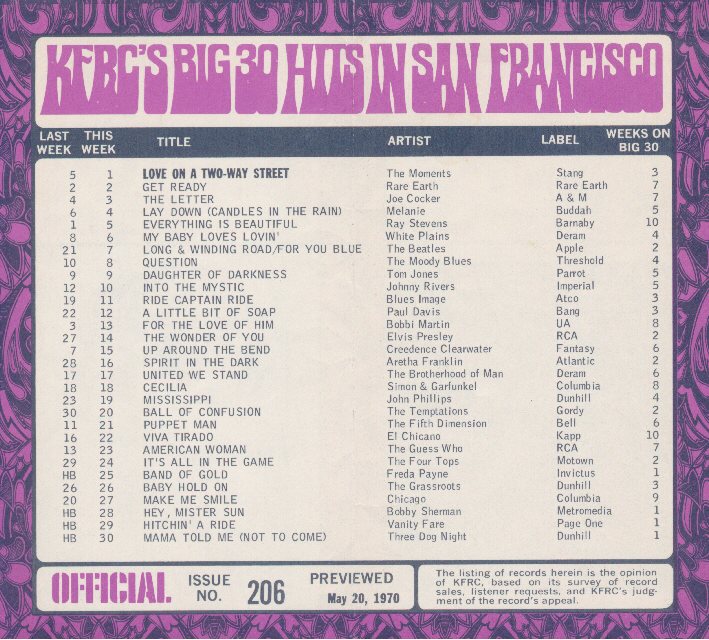 KFRC'S BIG 30 HITS IN SAN FRANCISCO
LAST WEEK THIS WEEK TITLE ARTIST LABEL WEEKS ON BIG 30
5 1 LOVE ON A TWO-WAY STREET The Moments Stang 3
2 2 GET READY Rare Earth Rare Earth 7
4 3 THE LETTER Joe Cocker A & M 7
6 4 LAY DOWN (CANDLES IN THE RAIN) Melanie Buddah 5
1 5 EVERYTHING IS BEAUTIFUL Ray Stevens Barnaby 10
8 6 MY BABY LOVES LOVIN' White Plains Deram 4
21 7 LONG & WINDING ROAD/FOR YOU BLUE The Beatles Apple 2
10 8 QUESTION The Moody Blues Threshold 4
9 9 DAUGHTER OF DARKNESS Tom Jones Parrot 5
12 10 INTO THE MYSTIC Johnny Rivers Imperial 5
19 11 RIDE CAPTAIN RIDE Blues Image Atco 3
22 12 A LITTLE BIT OF SOAP Paul Davis Bang 3
3 13 FOR THE LOVE OF HIM Bobbi Martin UA 8
27 14 THE WONDER OF YOU Elvis Presley RCA 2
7 15 UP AROUND THE BEND Creedence Clearwater Fantasy 6
28 16 SPIRIT IN THE DARK Aretha Franklin Atlantic 2
17 17 UNITED WE STAND The Brotherhood of Man Deram 6
18 18 CECILIA Simon & Garfunkel Columbia 8
23 19 MISSISSIPPI John Phillips Dunhill 4
30 20 BALL OF CONFUSION The Temptations Gordy 2
11 21 PUPPET MAN The Fifth Dimension Bell 6
16 22 VIVA TIRADO El Chicano Kapp 10
13 23 AMERICAN WOMAN The Guess Who RCA 7
29 24 IT'S ALL IN THE GAME The Four Tops Motown 2
HB 25 BAND OF GOLD Freda Payne Invictus 1
26 26 BABY HOLD ON The Grassroots Dunhill 3
20 27 MAKE ME SMILE Chicago Columbia 9
HB 28 HEY, MISTER SUN Bobby Sherman Metromedia 1
HB 29 HITCHIN' A RIDE Vanity Fare Page One 1
HB 30 MAMA TOLD ME (NOT TO COME) Three Dog Night Dunhill 1
OFFICIAL ISSUE NO. 206 PREVIEWED May 20, 1970
The listing of records herein is the opinion
of KFRC, based on its survey of record
sales, listener requests, and KFRC's judg-
ment of the record's appeal.